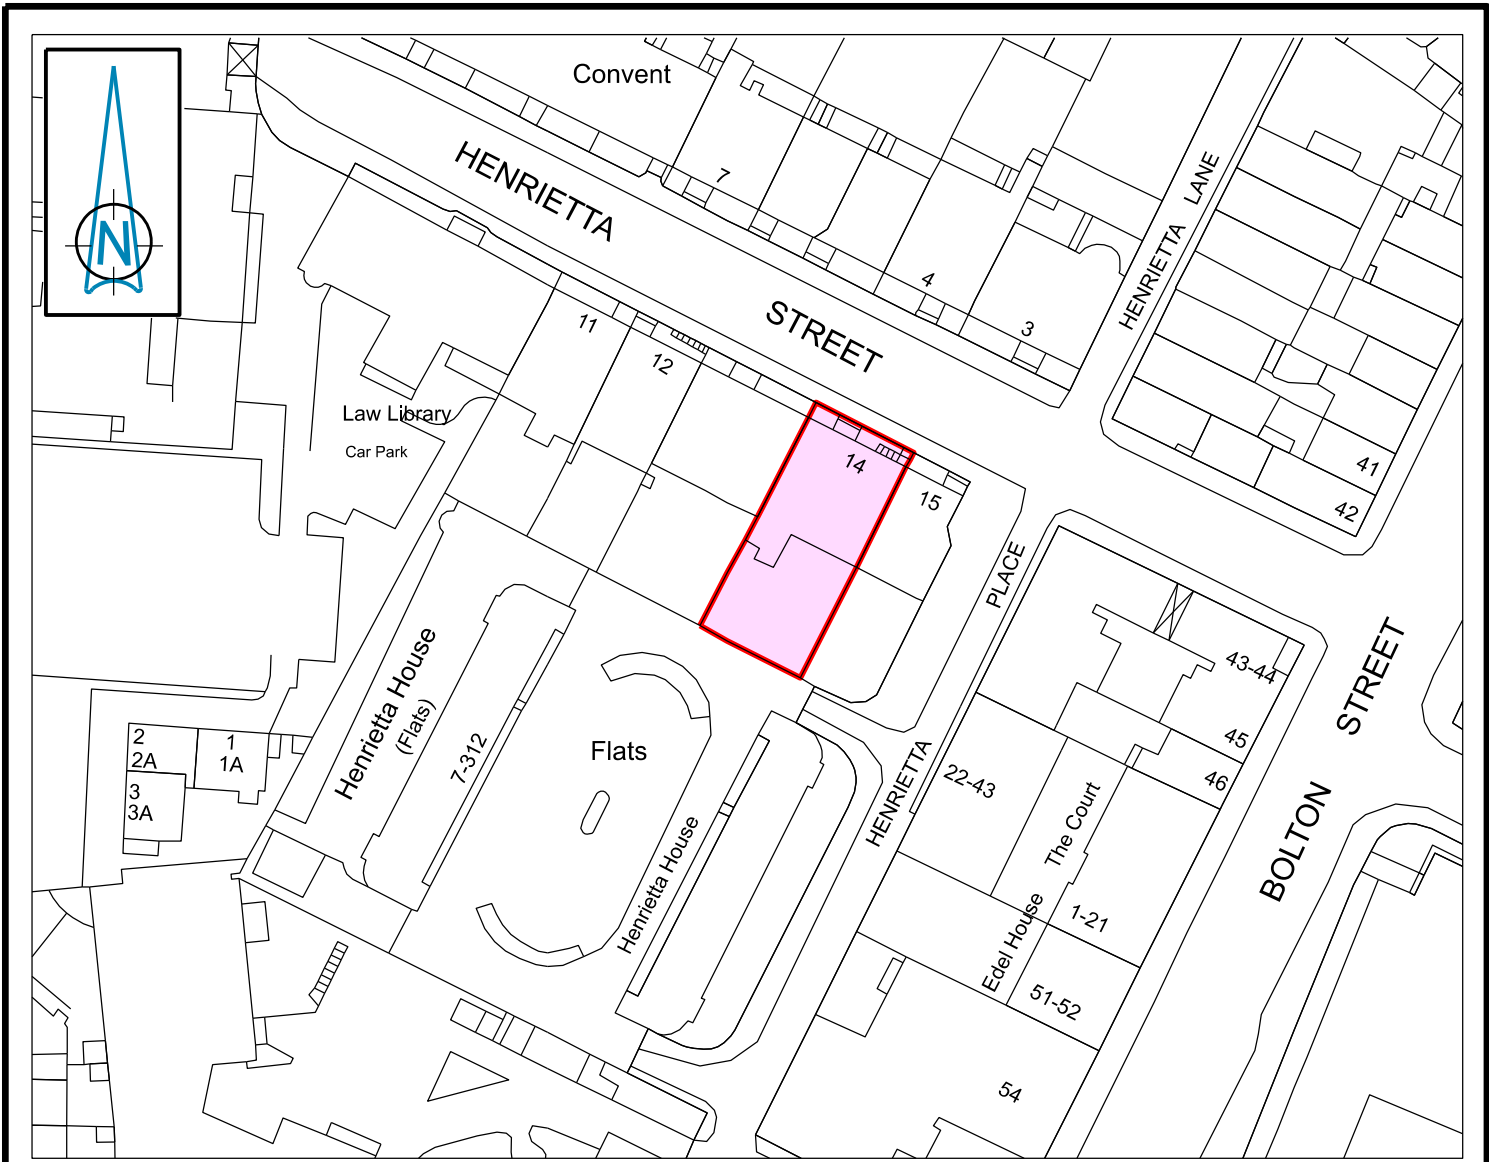 Convent
N
HENRIETTA
STREET
7
4
3
HENRIETTA
LANE
11
12
14
15
Law Library
Car Park
41
42
PLACE
HENRIETTA
Henrietta House
(Flats)
7-312
Flats
Henrietta House
2
2A
1
1A
3
3A
43-44
45
46
22-43
The Court
Edel House
1-21
51-52
54
BOLTON
STREET